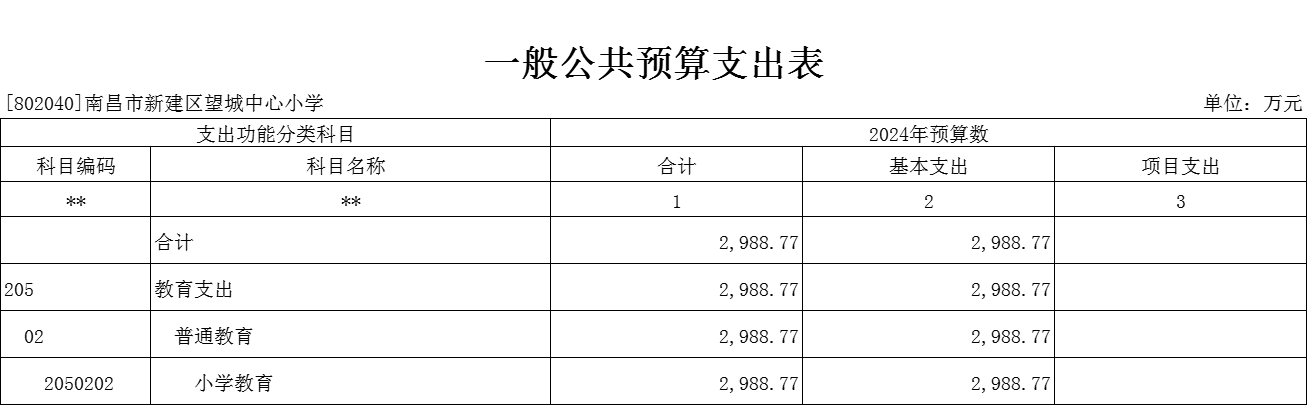 一般公共预算支出表
[802040]南昌市新建区望城中心小学 单位：万元
支出功能分类科目 2024年预算数
科目编码 科目名称 合计 基本支出 项目支出
** ** 1 2 3
合计 2,988.77 2,988.77
205 教育支出 2,988.77 2,988.77
02 普通教育 2,988.77 2,988.77
2050202 小学教育 2,988.77 2,988.77